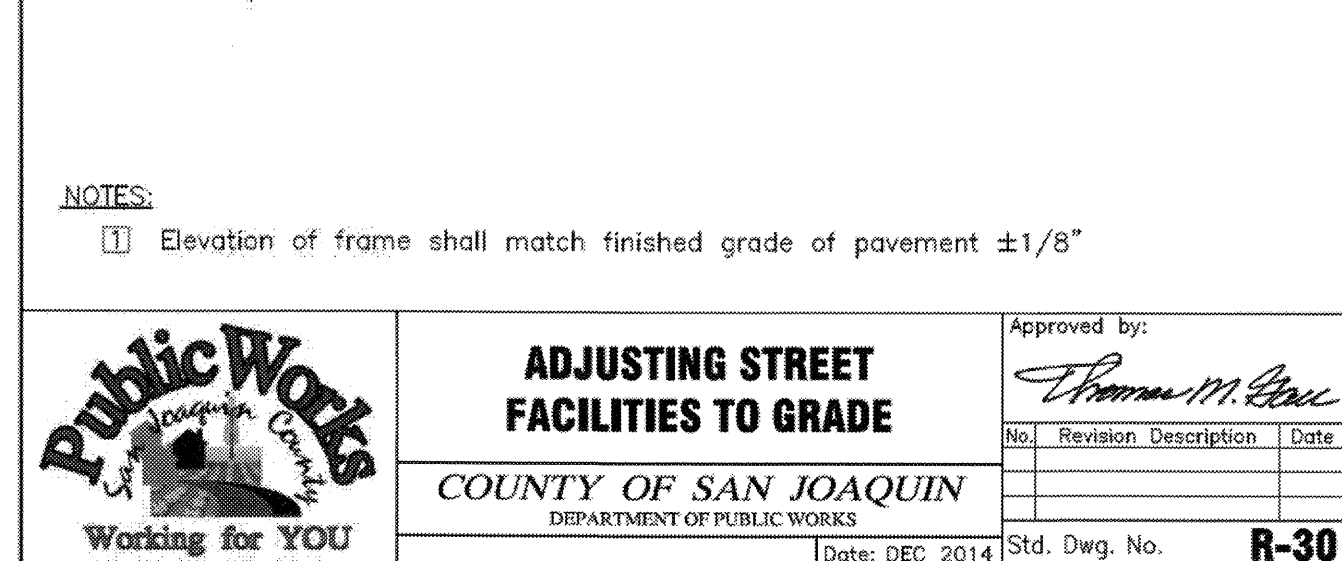 NOTES:
1 Elevation of frame shall match finished grade of pavement ±1/8"
Public Works
San Joaquin County
Working for YOU
ADJUSTING STREET
FACILITIES TO GRADE
COUNTY OF SAN JOAQUIN
DEPARTMENT OF PUBLIC WORKS
Date: DEC 2014
Approved by:
Thomas M. Gau
No. Revision Description Date
Std. Dwg. No. R-30